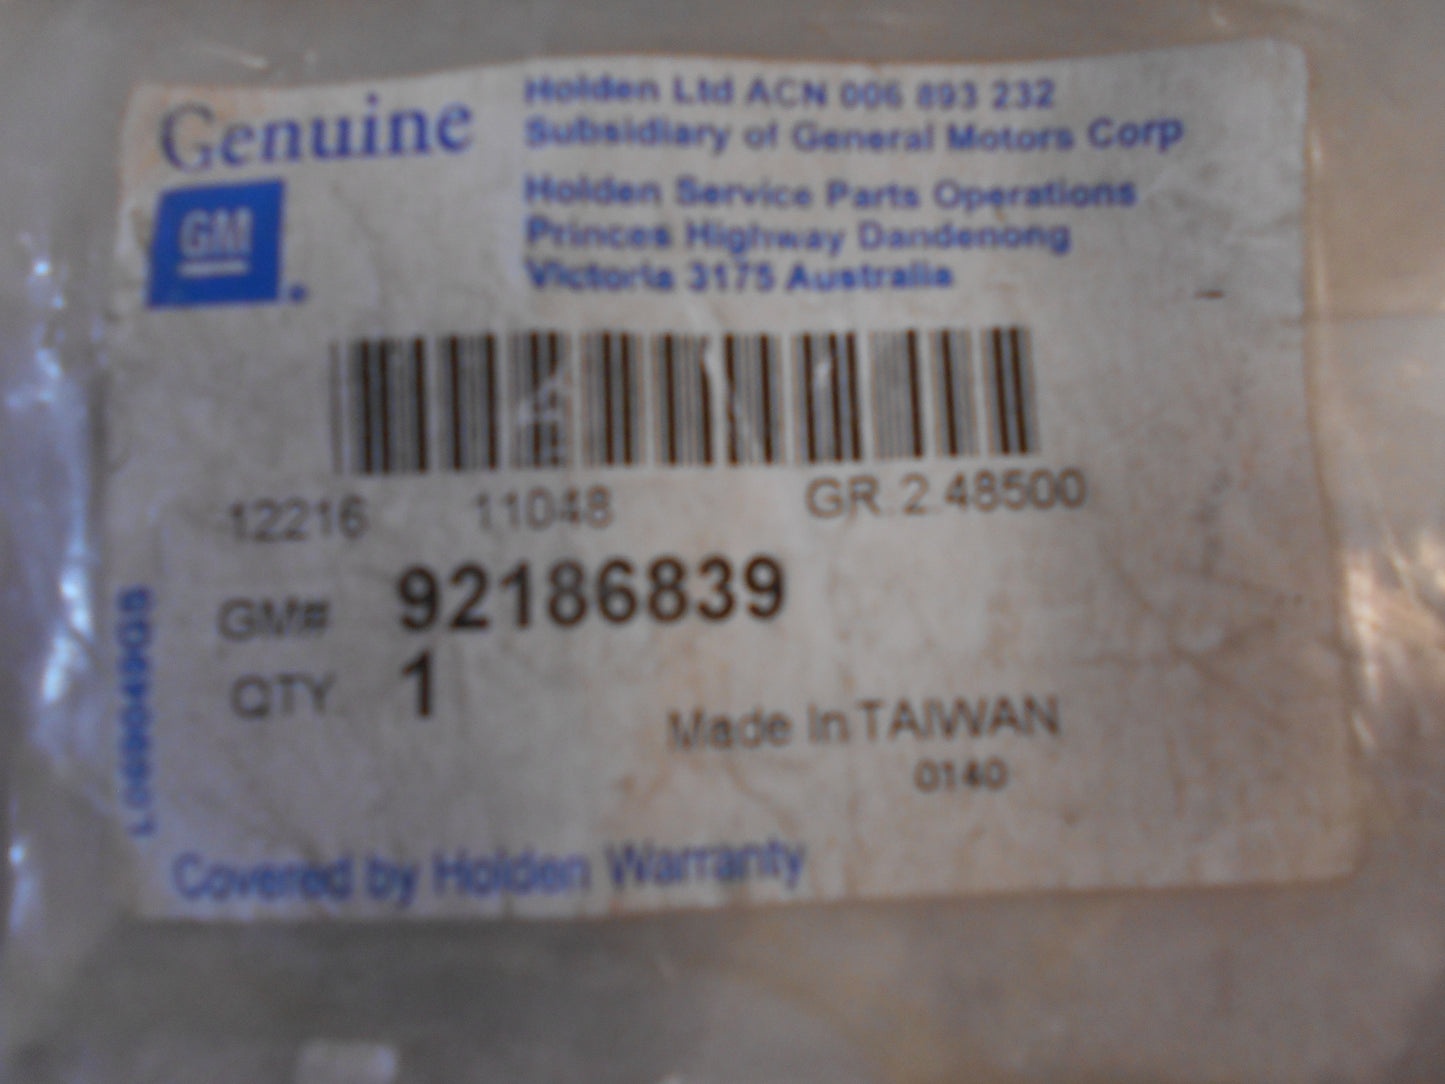 Genuine
GM
Holden Ltd ACN 006 893 232
Subsidiary of General Motors Corp
Holden Service Parts Operations
Princes Highway Dandenong
Victoria 3175 Australia
12216 11048 GR.2.48500
GM# 92186839
QTY 1
Made In TAIWAN
0140
Covered by Holden Warranty